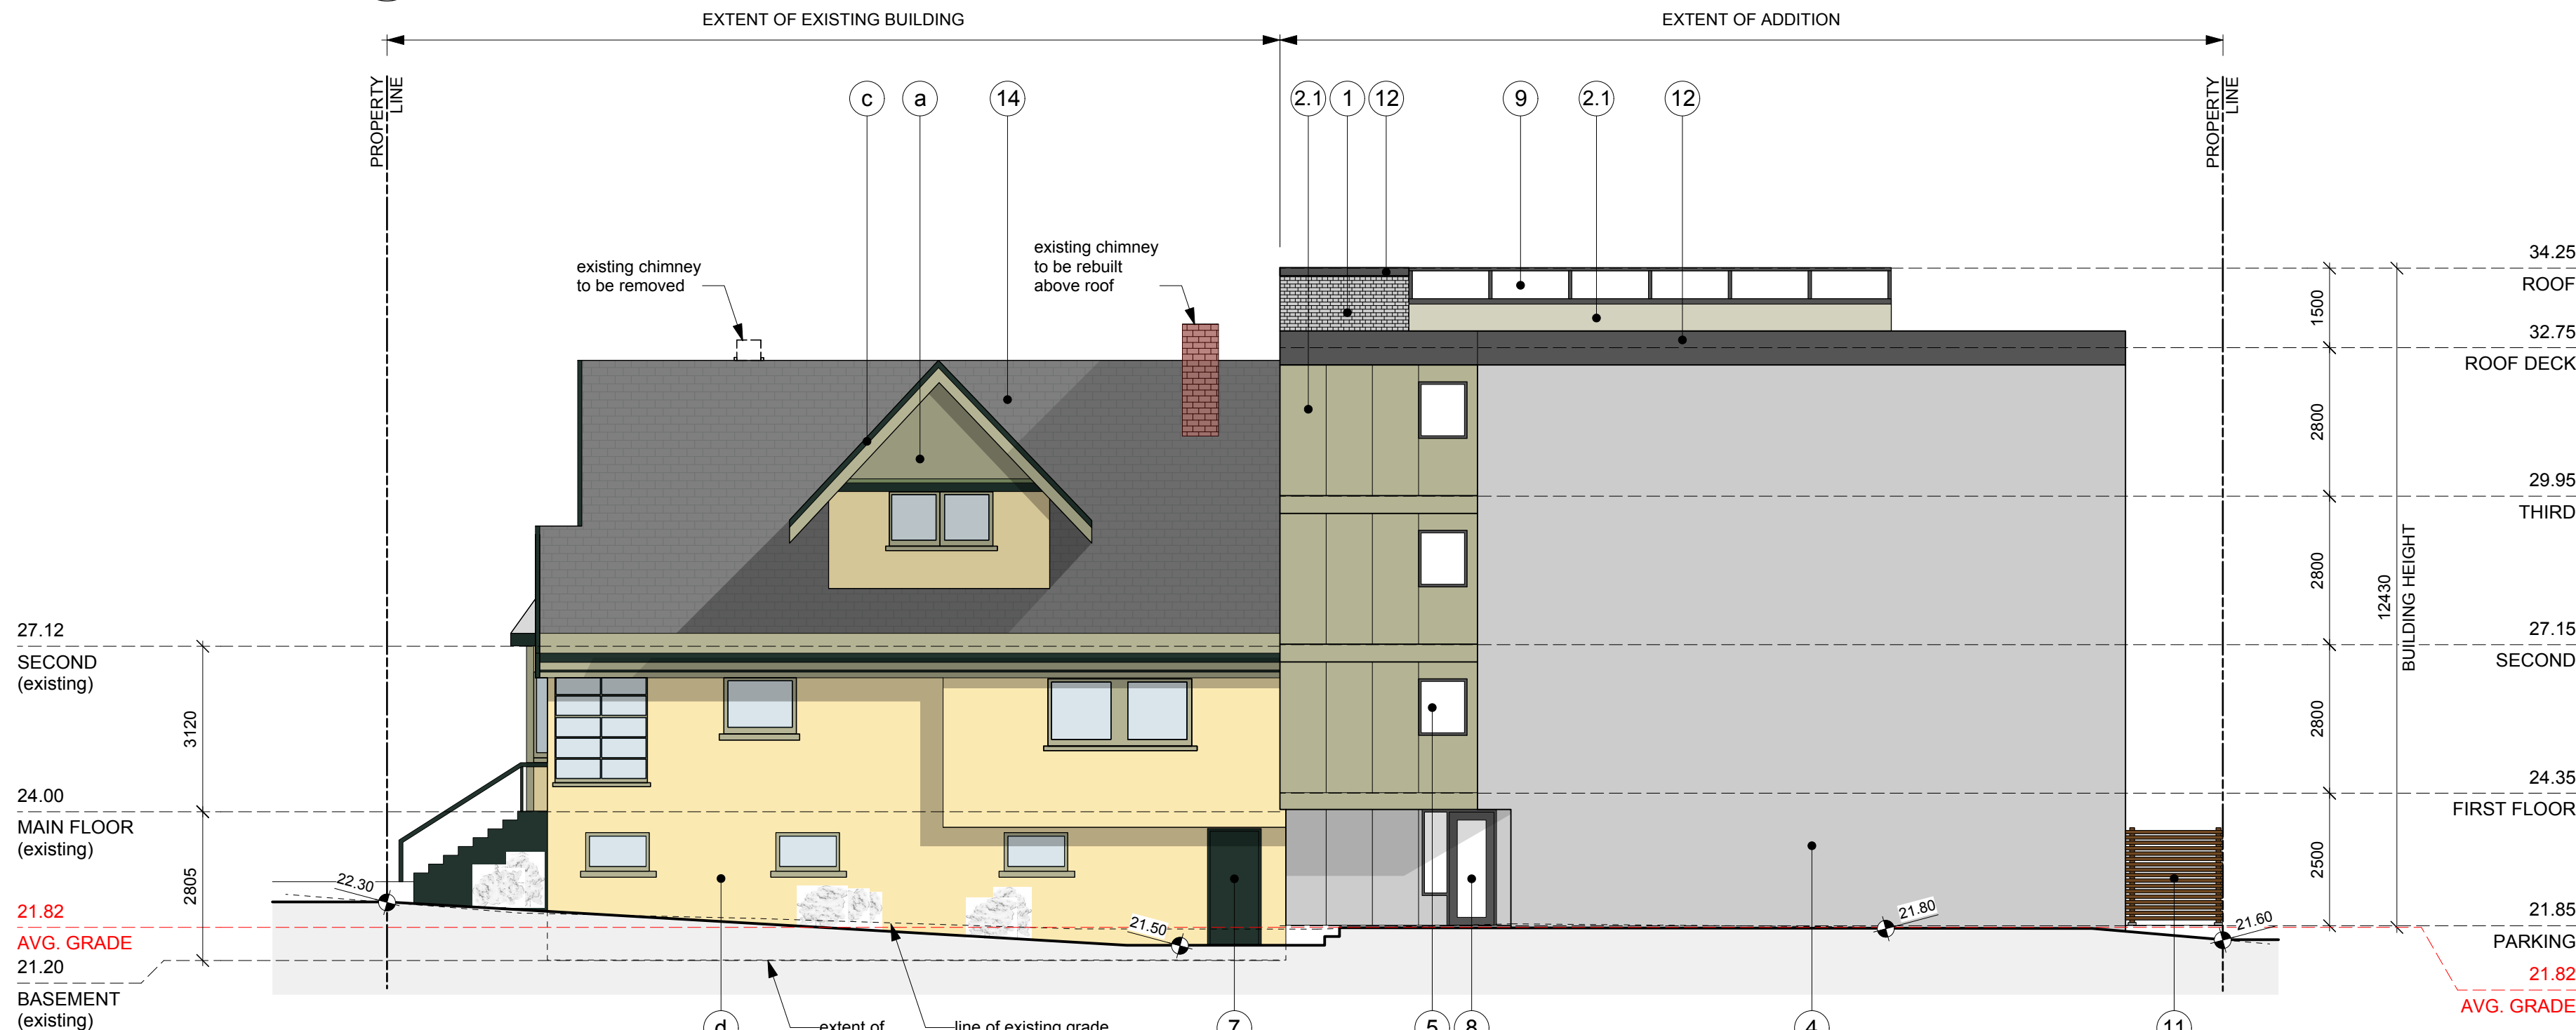 EXTENT OF EXISTING BUILDING
EXTENT OF ADDITION
PROPERTY
LINE
PROPERTY
LINE
c
a
14
2.1
1
12
9
2.1
12
existing chimney
to be removed
existing chimney
to be rebuilt
above roof
34.25
ROOF
1500
32.75
ROOF DECK
2800
29.95
THIRD
2800
12430
BUILDING HEIGHT
27.15
SECOND
2800
24.35
FIRST FLOOR
2500
21.85
PARKING
21.82
AVG. GRADE
27.12
SECOND
(existing)
3120
24.00
MAIN FLOOR
(existing)
2805
21.82
AVG. GRADE
21.20
BASEMENT
(existing)
22.30
21.50
21.80
21.60
d
extent of
line of existing grade
7
5
8
4
11